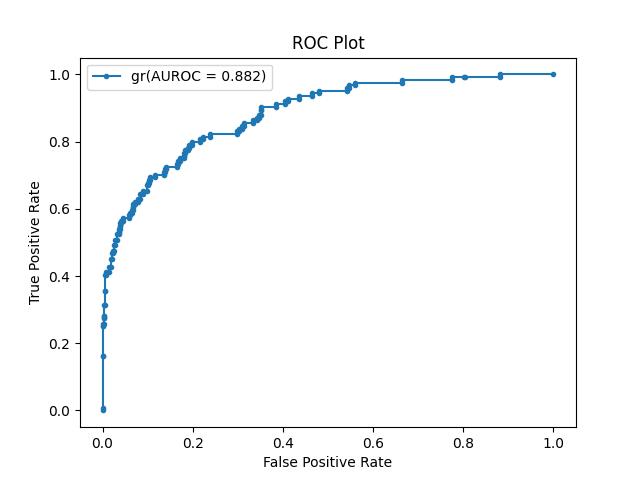 ROC Plot
gr(AUROC = 0.882)
True Positive Rate
1.0
0.8
0.6
0.4
0.2
0.0
0.0 0.2 0.4 0.6 0.8 1.0
False Positive Rate